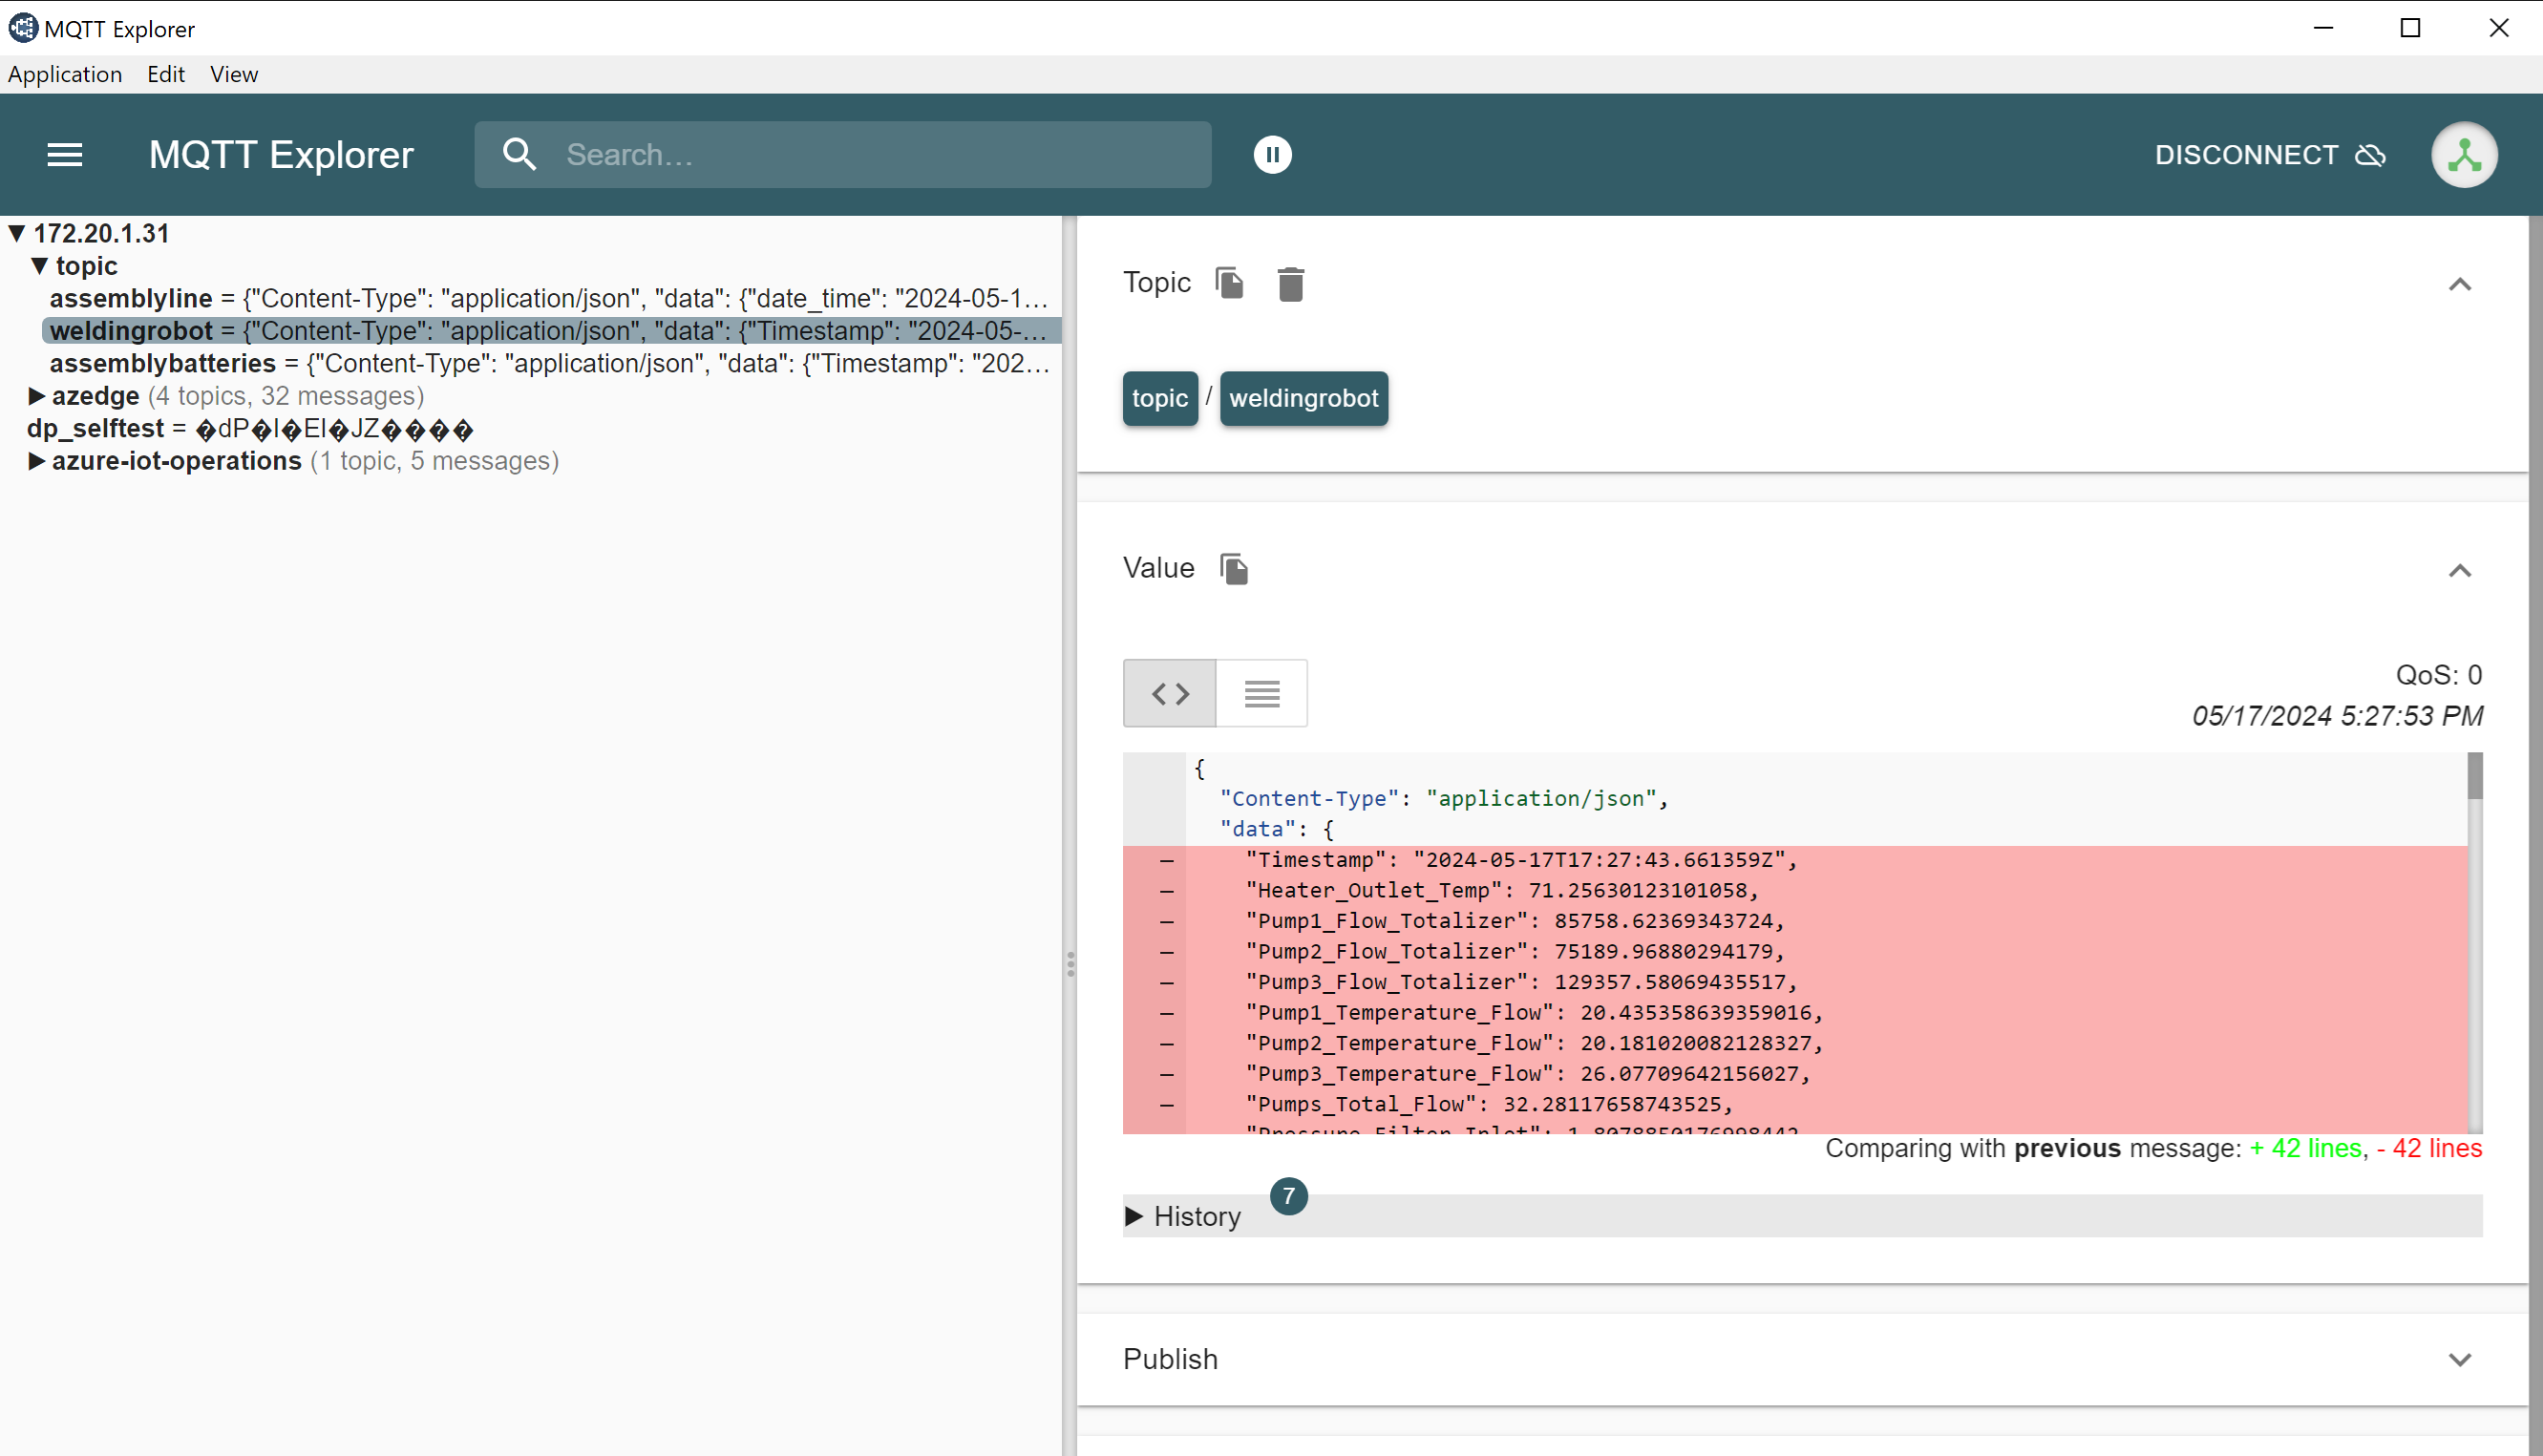 MQTT Explorer
Application Edit View
MQTT Explorer Search... DISCONNECT
▼ 172.20.1.31
▼ topic
assemblyline = {"Content-Type": "application/json", "data": {"date_time": "2024-05-1...
weldingrobot = {"Content-Type": "application/json", "data": {"Timestamp": "2024-05-...
assemblybatteries = {"Content-Type": "application/json", "data": {"Timestamp": "202...
▶ azedge (4 topics, 32 messages)
dp_selftest = �dP�I�EI�JZ����
▶ azure-iot-operations (1 topic, 5 messages)
Topic
topic / weldingrobot
Value
QoS: 0
05/17/2024 5:27:53 PM
{
"Content-Type": "application/json",
"data": {
- "Timestamp": "2024-05-17T17:27:43.661359Z",
- "Heater_Outlet_Temp": 71.25630123101058,
- "Pump1_Flow_Totalizer": 85758.62369343724,
- "Pump2_Flow_Totalizer": 75189.96880294179,
- "Pump3_Flow_Totalizer": 129357.58069435517,
- "Pump1_Temperature_Flow": 20.435358639359016,
- "Pump2_Temperature_Flow": 20.181020082128327,
- "Pump3_Temperature_Flow": 26.07709642156027,
- "Pumps_Total_Flow": 32.28117658743525,
"Pressure_Filter_Inlet":
Comparing with previous message: + 42 lines, - 42 lines
▶ History 7
Publish